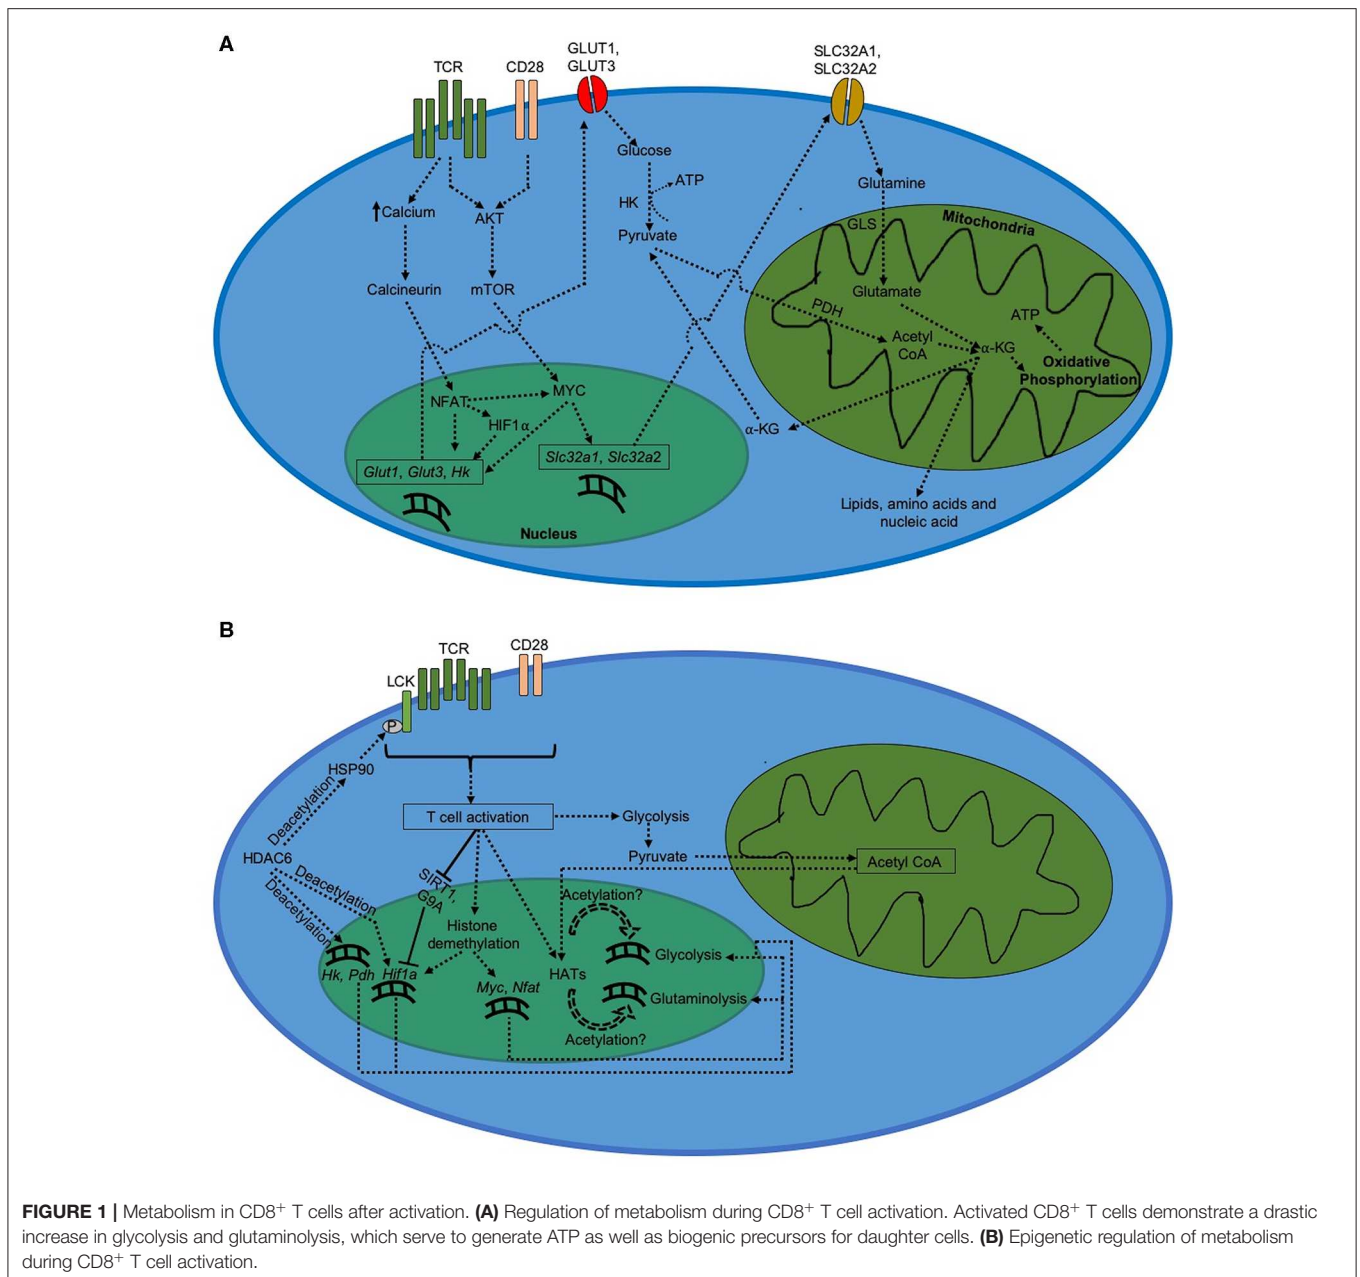 A
TCR
CD28
GLUT1,
GLUT3
SLC32A1,
SLC32A2
Glucose
ATP
HK
Pyruvate
Glutamine
GLS
Mitochondria
Glutamate
PDH
Acetyl
CoA
α-KG
ATP
Oxidative
Phosphorylation
Calcium
AKT
Calcineurin
mTOR
NFAT
MYC
HIF1α
Glut1, Glut3, Hk
Slc32a1, Slc32a2
Nucleus
α-KG
Lipids, amino acids and
nucleic acid
B
TCR
CD28
LCK
P
HSP90
Deacetylation
HDAC6
Deacetylation
Deacetylation
T cell activation
Glycolysis
Pyruvate
Acetyl CoA
SIRT1,
G9A
Histone
demethylation
Acetylation?
Hk, Pdh
Hif1a
Myc, Nfat
HATs
Glycolysis
Glutaminolysis
Acetylation?
FIGURE 1 | Metabolism in CD8+ T cells after activation. (A) Regulation of metabolism during CD8+ T cell activation. Activated CD8+ T cells demonstrate a drastic
increase in glycolysis and glutaminolysis, which serve to generate ATP as well as biogenic precursors for daughter cells. (B) Epigenetic regulation of metabolism
during CD8+ T cell activation.